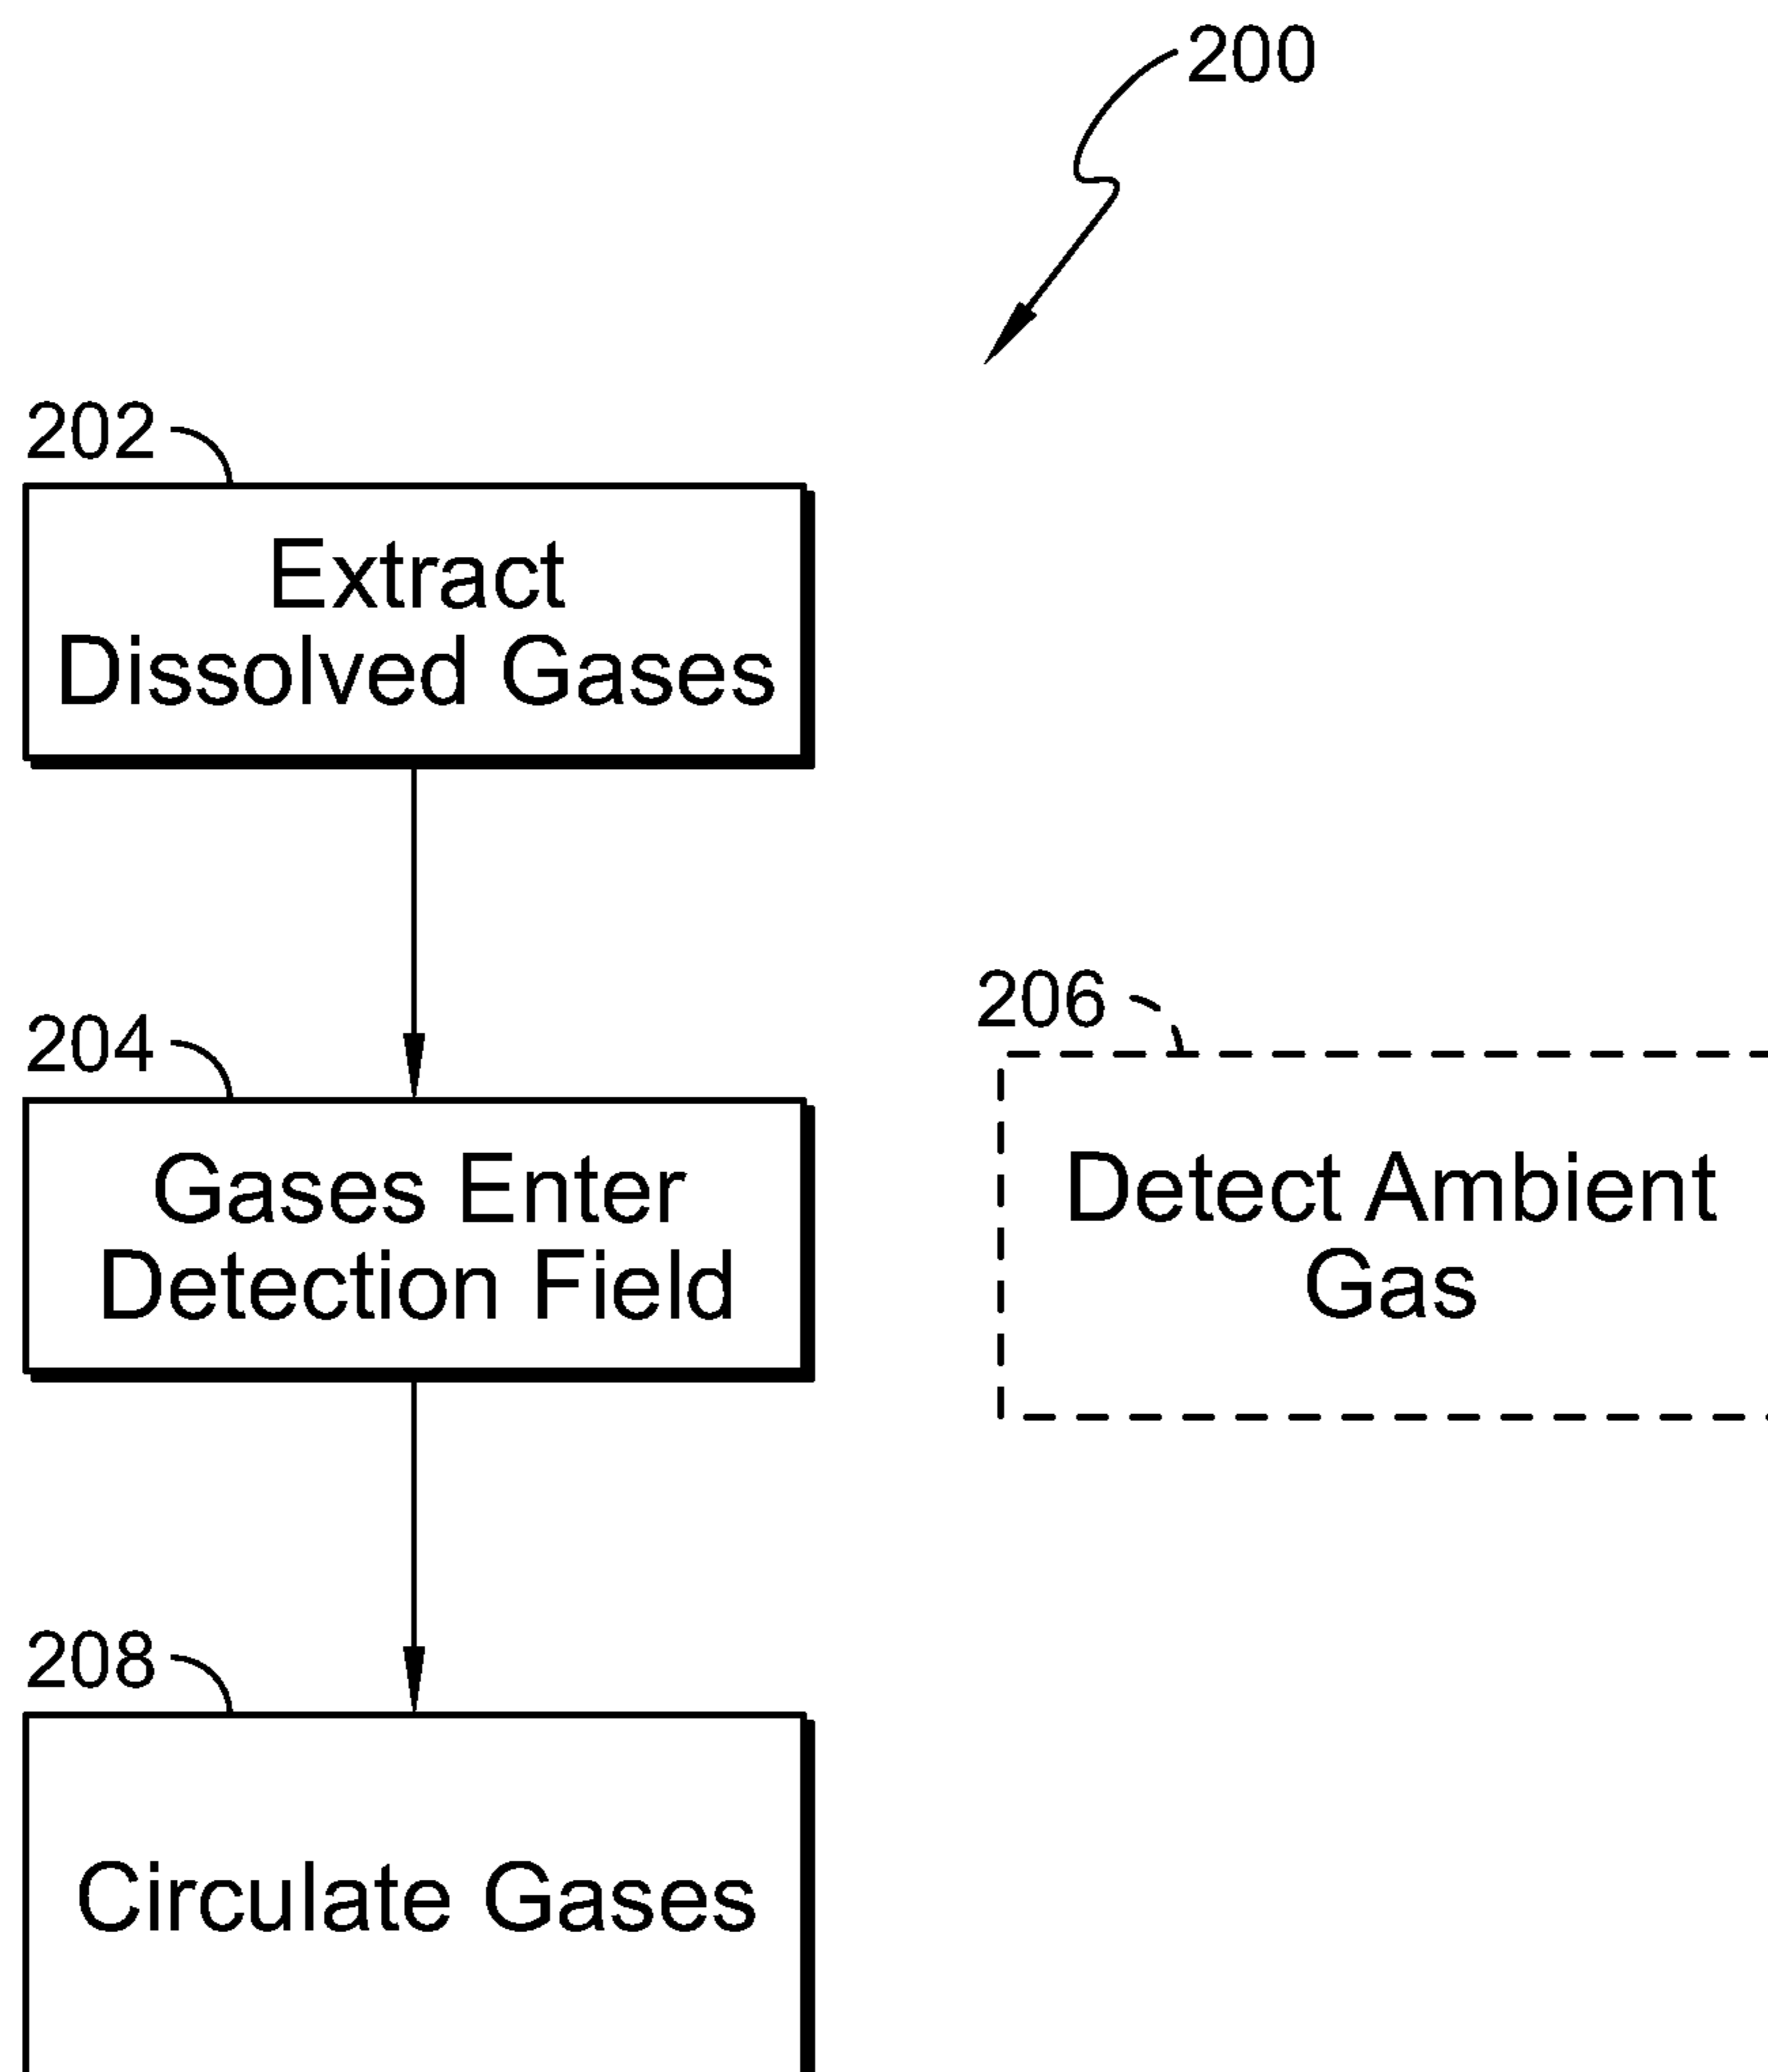 200
202
Extract
Dissolved Gases
206
204
Gases Enter
Detection Field
Detect Ambient
Gas
208
Circulate Gases